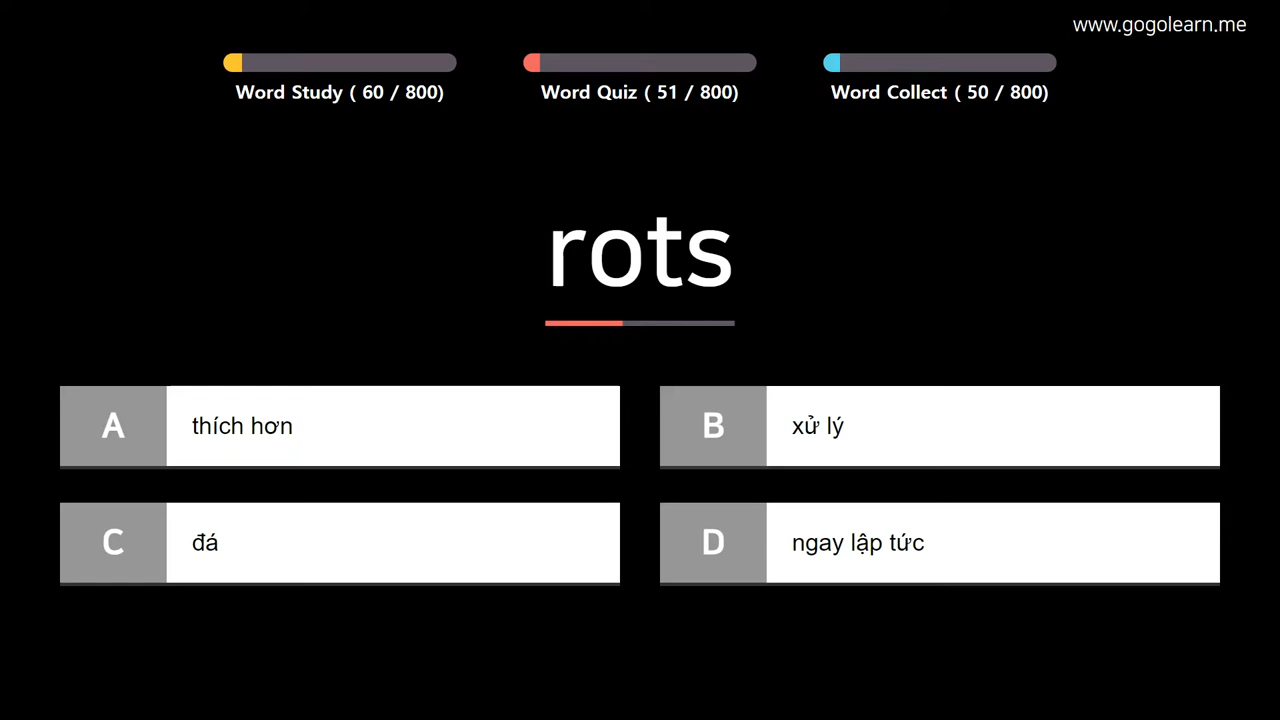 www.gogolearn.me
Word Study ( 60 / 800)
Word Quiz ( 51 / 800)
Word Collect ( 50 / 800)
rots
A thích hơn
B xử lý
C đá
D ngay lập tức